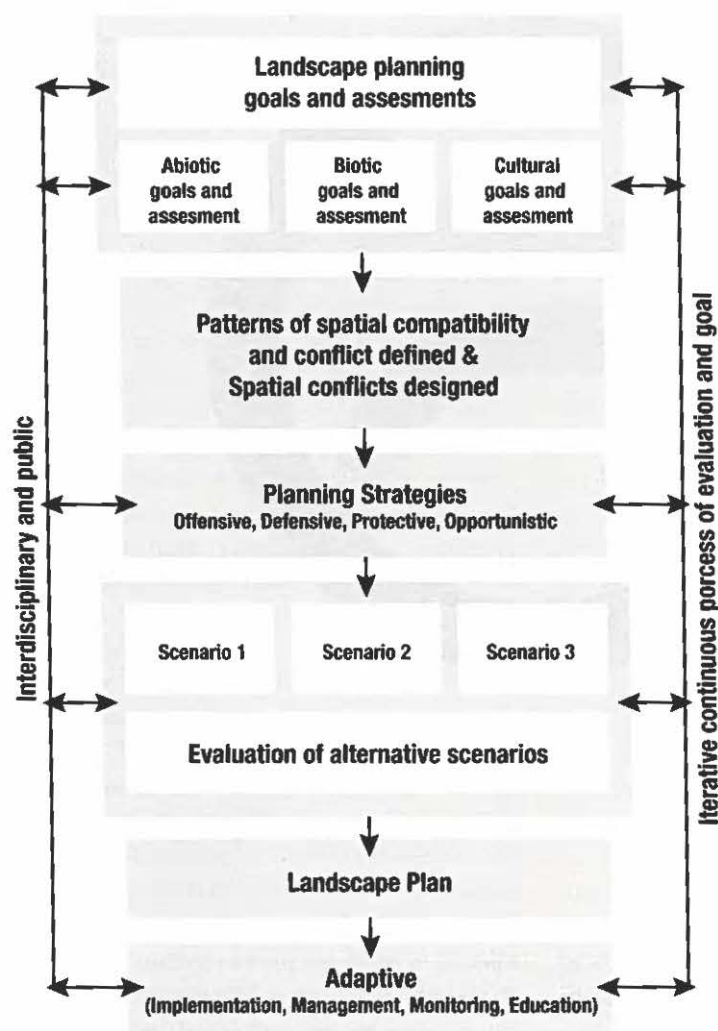 Landscape planning
goals and assesments
Abiotic
goals and
assesment
Biotic
goals and
assesment
Cultural
goals and
assesment
Patterns of spatial compatibility
and conflict defined &
Spatial conflicts designed
Planning Strategies
Offensive, Defensive, Protective, Opportunistic
Scenario 1
Scenario 2
Scenario 3
Evaluation of alternative scenarios
Landscape Plan
Adaptive
(Implementation, Management, Monitoring, Education)
Interdisciplinary and public
Iterative continuous porcess of evaluation and goal